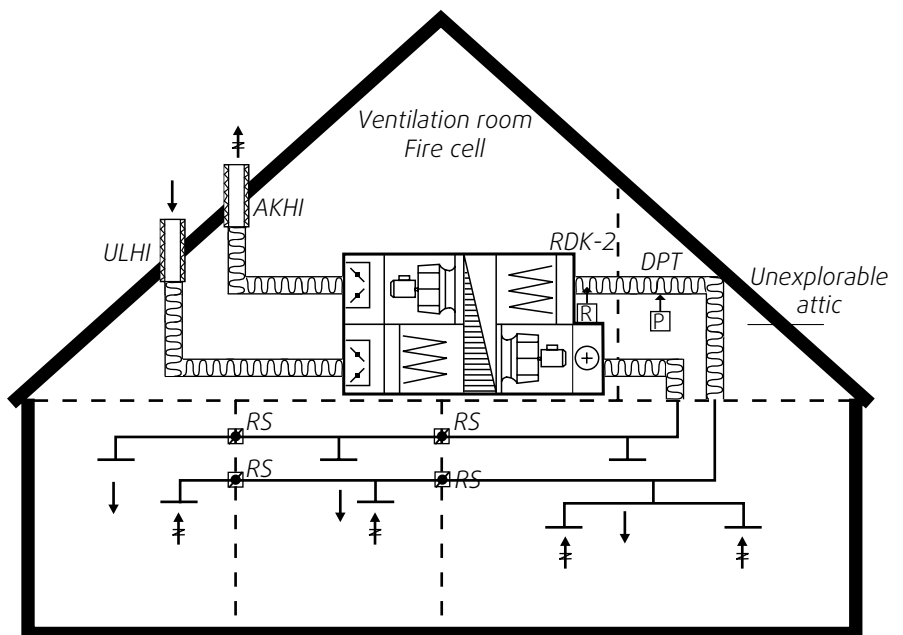 Ventilation room
Fire cell
AKHI
ULHI
RDK-2
DPT
Unexplorable
attic
R
P
RS
RS
RS
RS